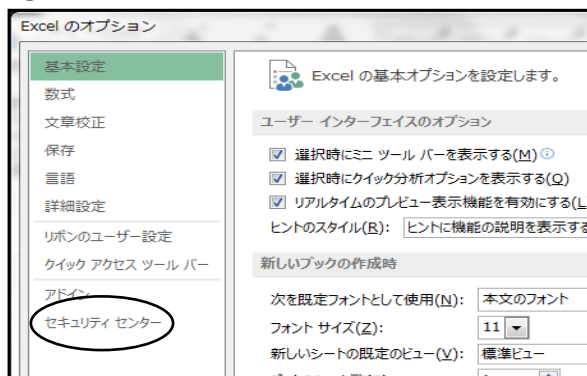 Excel のオプション
基本設定
数式
文章校正
保存
言語
詳細設定
リボンのユーザー設定
クイック アクセス ツール バー
アドイン
セキュリティ センター
Excel の基本オプションを設定します。
ユーザー インターフェイスのオプション
選択時にミニ ツール バーを表示する(M)
選択時にクイック分析オプションを表示する(Q)
リアルタイムのプレビュー表示機能を有効にする(L
ヒントのスタイル(R): ヒントに機能の説明を表示する
新しいブックの作成時
次を既定フォントとして使用(N): 本文のフォント
フォント サイズ(Z): 11
新しいシートの既定のビュー(V): 標準ビュー